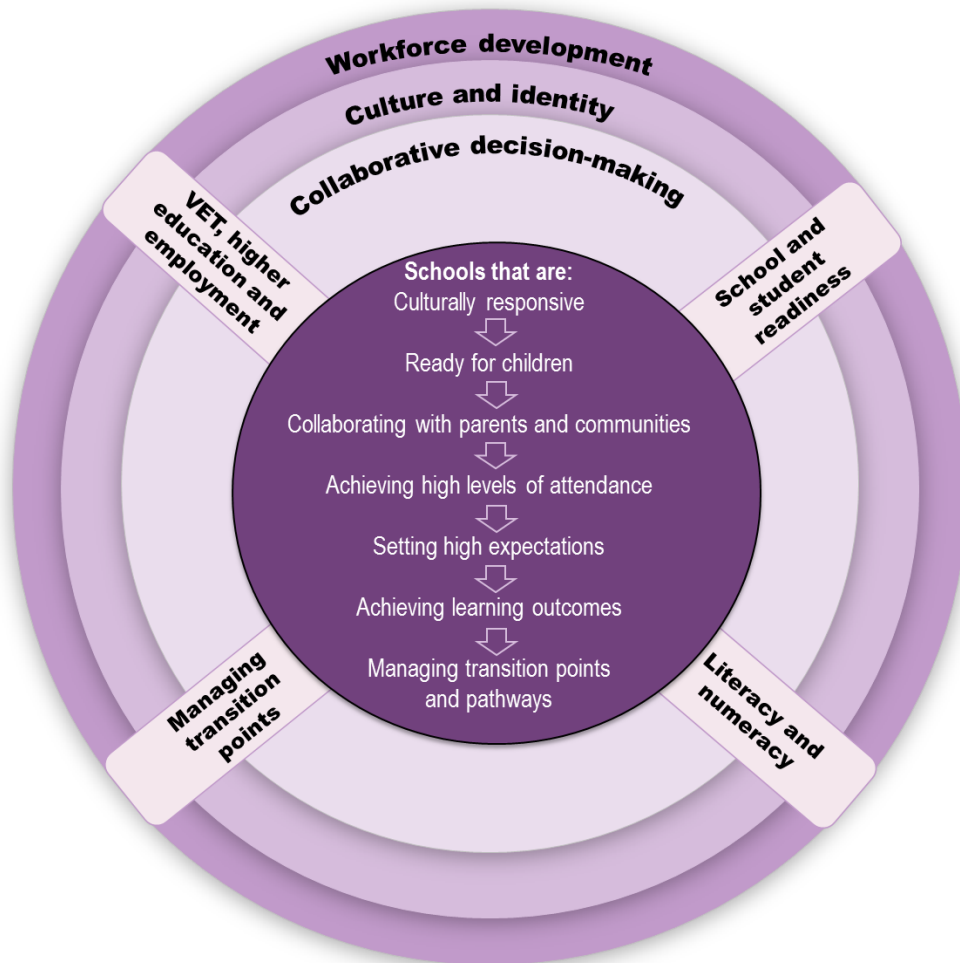 Workforce development
Culture and identity
Collaborative decision-making
VET, higher
education and
employment
School and
student
readiness
Schools that are:
Culturally responsive
Ready for children
Collaborating with parents and communities
Achieving high levels of attendance
Setting high expectations
Achieving learning outcomes
Managing transition points
and pathways
Managing
transition
points
Literacy and
numeracy